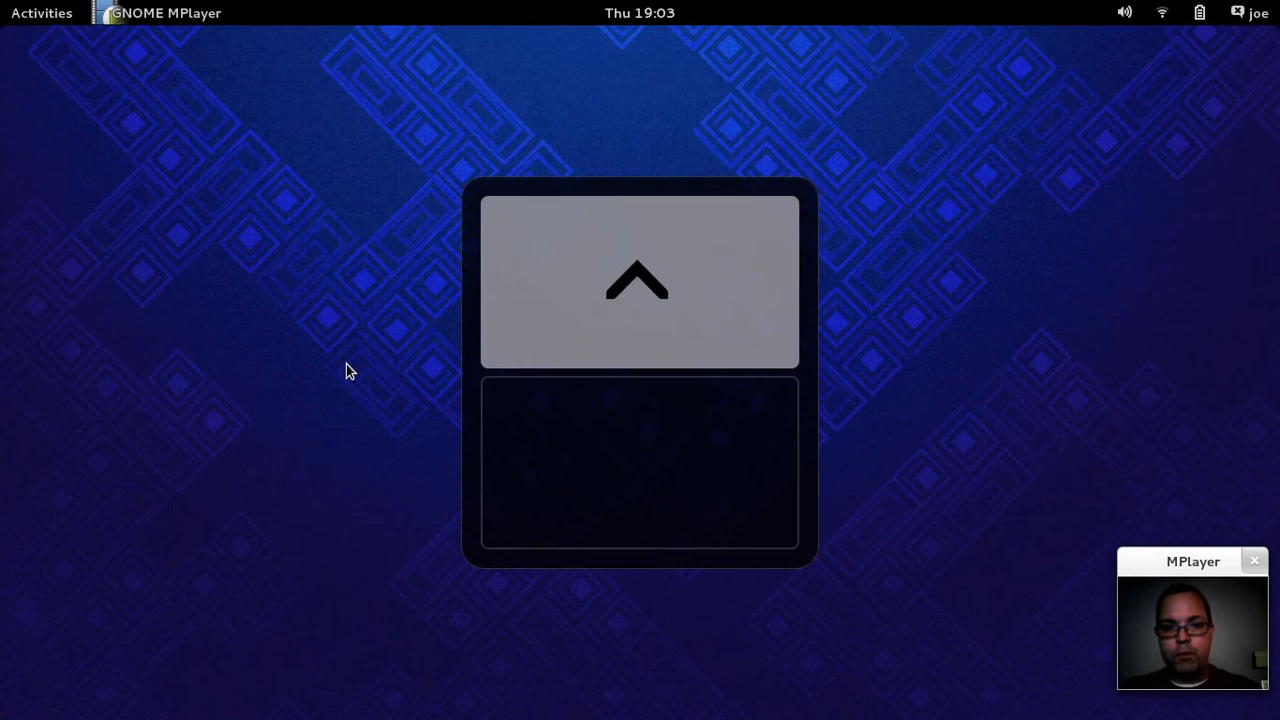 Activities
GNOME MPlayer
Thu 19:03
joe
MPlayer